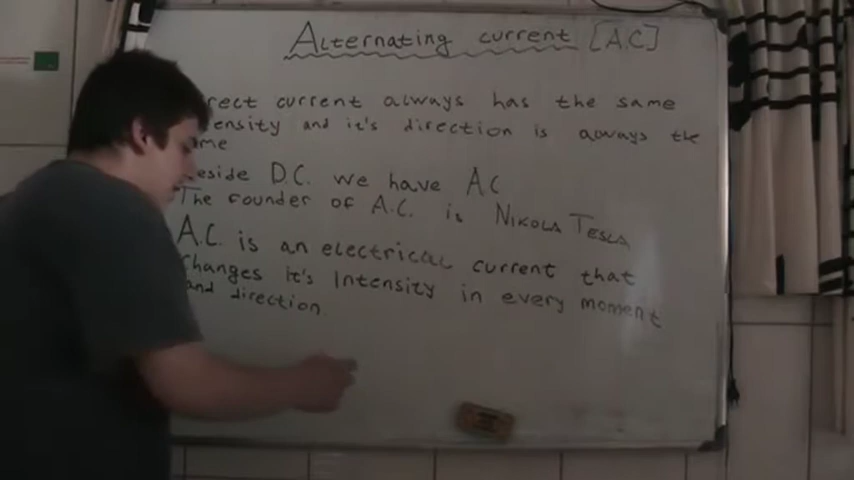 Alternating current [A.C]
rect current always has the same
ensity and it's direction is always the
me
eside D.C. we have A.C
The founder of A.C. is NIKOLA TESLA
A.C. is an electrical current that
changes it's Intensity in every moment
and direction